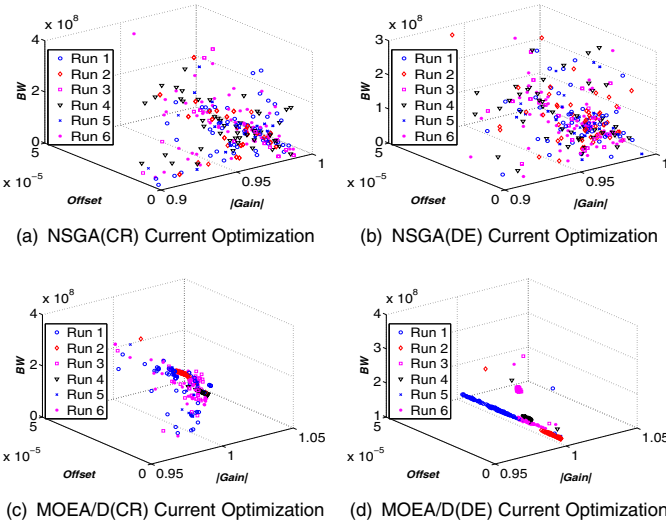 x 10^8
4
2
0
BW
Run 1
Run 2
Run 3
Run 4
Run 5
Run 6
5
x 10^-5
Offset
0
0.9
0.95
1
|Gain|
(a) NSGA(CR) Current Optimization
x 10^8
3
2
1
0
BW
Run 1
Run 2
Run 3
Run 4
Run 5
Run 6
5
x 10^-5
Offset
0
0.9
0.95
1
|Gain|
(b) NSGA(DE) Current Optimization
x 10^8
4
2
0
BW
Run 1
Run 2
Run 3
Run 4
Run 5
Run 6
5
x 10^-5
Offset
0
0.95
1
1.05
|Gain|
(c) MOEA/D(CR) Current Optimization
x 10^8
4
3
2
1
BW
Run 1
Run 2
Run 3
Run 4
Run 5
Run 6
5
x 10^-5
Offset
0
0.95
1
1.05
|Gain|
(d) MOEA/D(DE) Current Optimization